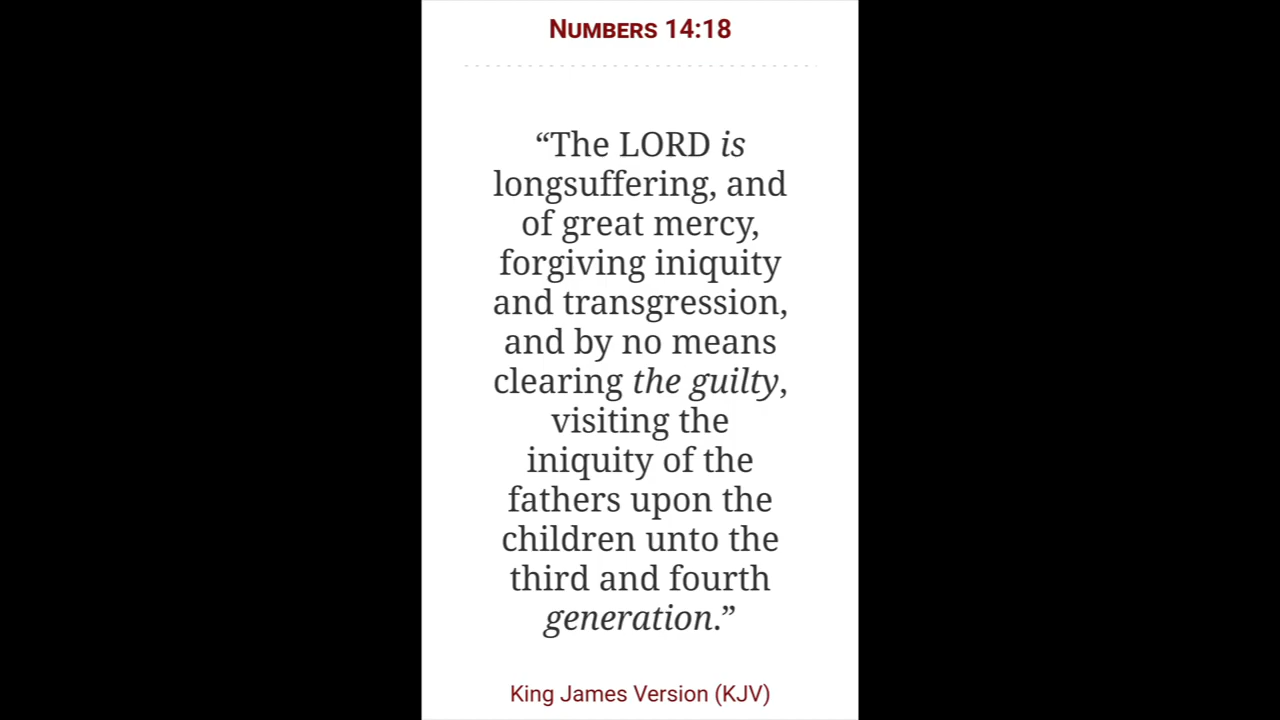 NUMBERS 14:18
“The LORD is
longsuffering, and
of great mercy,
forgiving iniquity
and transgression,
and by no means
clearing the guilty,
visiting the
iniquity of the
fathers upon the
children unto the
third and fourth
generation.”
King James Version (KJV)